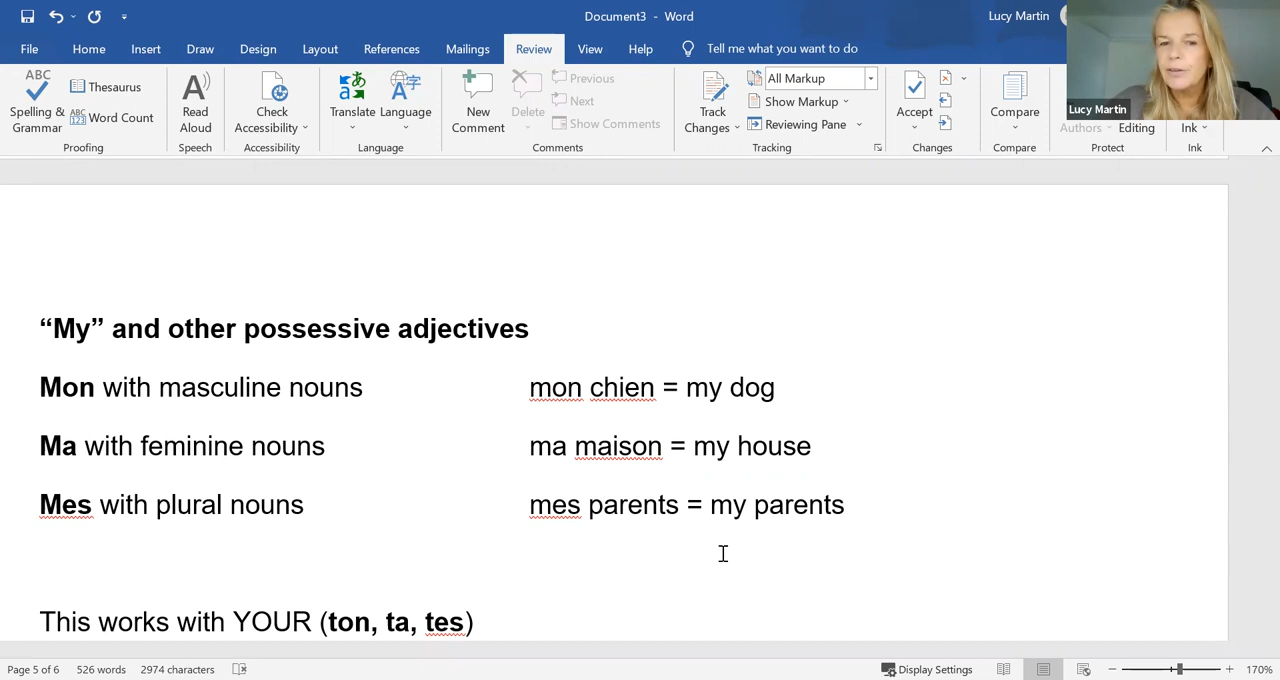 Document3 - Word
Lucy Martin
File Home Insert Draw Design Layout References Mailings Review View Help Tell me what you want to do
ABC
Spelling & Grammar
Thesaurus
ABC 123 Word Count
Proofing
A
Read Aloud
Speech
Check Accessibility
Accessibility
Translate
Language
Language
New Comment
Delete
Previous
Next
Show Comments
Comments
Track Changes
All Markup
Show Markup
Reviewing Pane
Tracking
Accept
Changes
Compare
Compare
Authors
Editing
Protect
Ink
Ink
Lucy Martin
“My” and other possessive adjectives
Mon with masculine nouns mon chien = my dog
Ma with feminine nouns ma maison = my house
Mes with plural nouns mes parents = my parents
This works with YOUR (ton, ta, tes)
Page 5 of 6 526 words 2974 characters Display Settings 170%